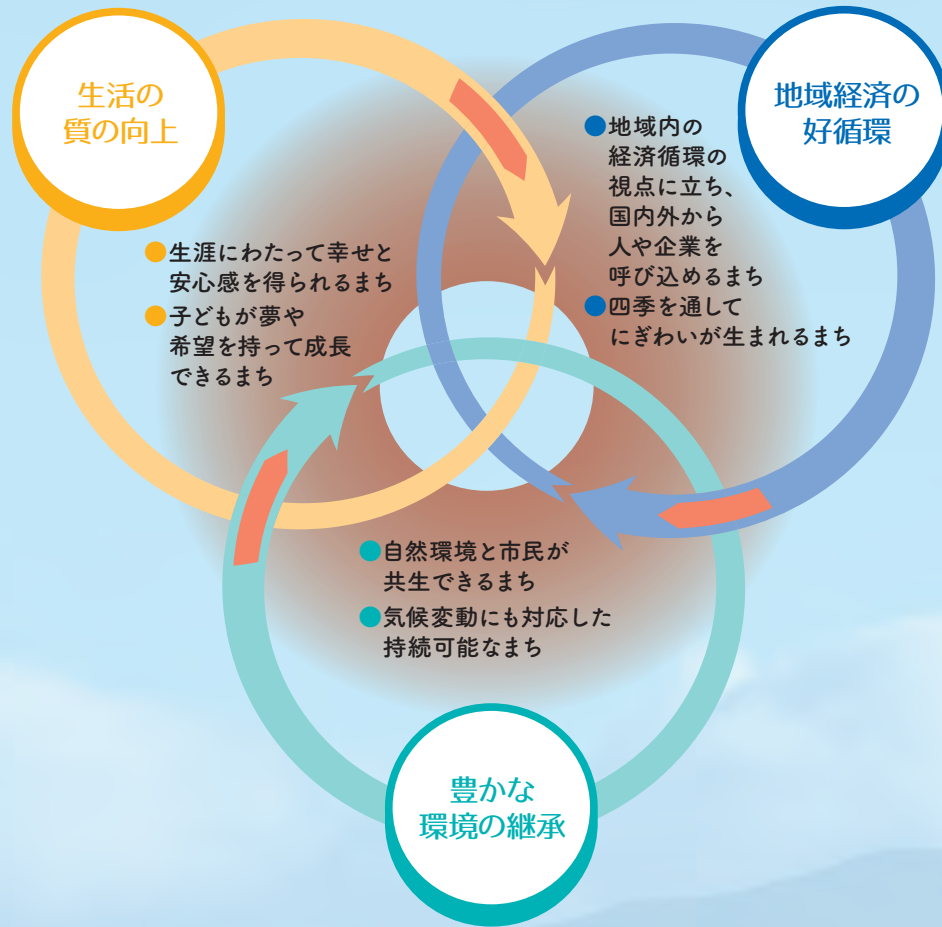 生活の
質の向上
●生涯にわたって幸せと
安心感を得られるまち
●子どもが夢や
希望を持って成長
できるまち
地域経済の
好循環
●地域内の
経済循環の
視点に立ち、
国内外から
人や企業を
呼び込めるまち
●四季を通して
にぎわいが生まれるまち
●自然環境と市民が
共生できるまち
●気候変動にも対応した
持続可能なまち
豊かな
環境の継承